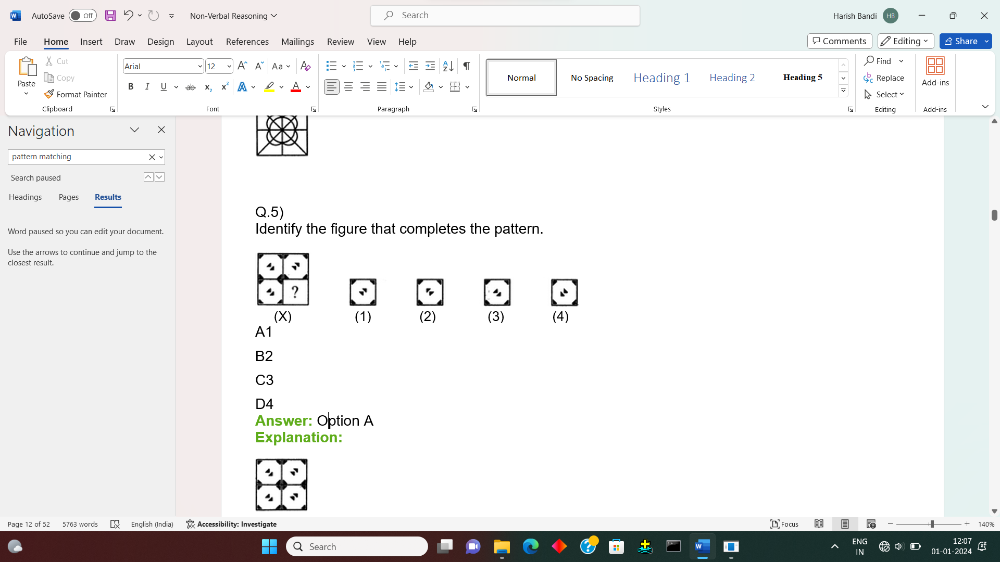 AutoSave Off Non-Verbal Reasoning Search Harish Bandi HB
File Home Insert Draw Design Layout References Mailings Review View Help Comments Editing Share
Paste Cut Copy Format Painter
Clipboard
Arial 12 Aa
B I U ab x₂ x² A A
Font
A Z ¶
Paragraph
Normal No Spacing Heading 1 Heading 2 Heading 5
Styles
Find
Replace
Select
Editing
Add-ins
Add-ins
Navigation
pattern matching
Search paused
Headings Pages Results
Word paused so you can edit your document.
Use the arrows to continue and jump to the
closest result.
Q.5)
Identify the figure that completes the pattern.
?
(X) (1) (2) (3) (4)
A1
B2
C3
D4
Answer: Option A
Explanation:
Page 12 of 52 5763 words English (India) Accessibility: Investigate Focus 140%
Search ENG
IN 12:07
01-01-2024